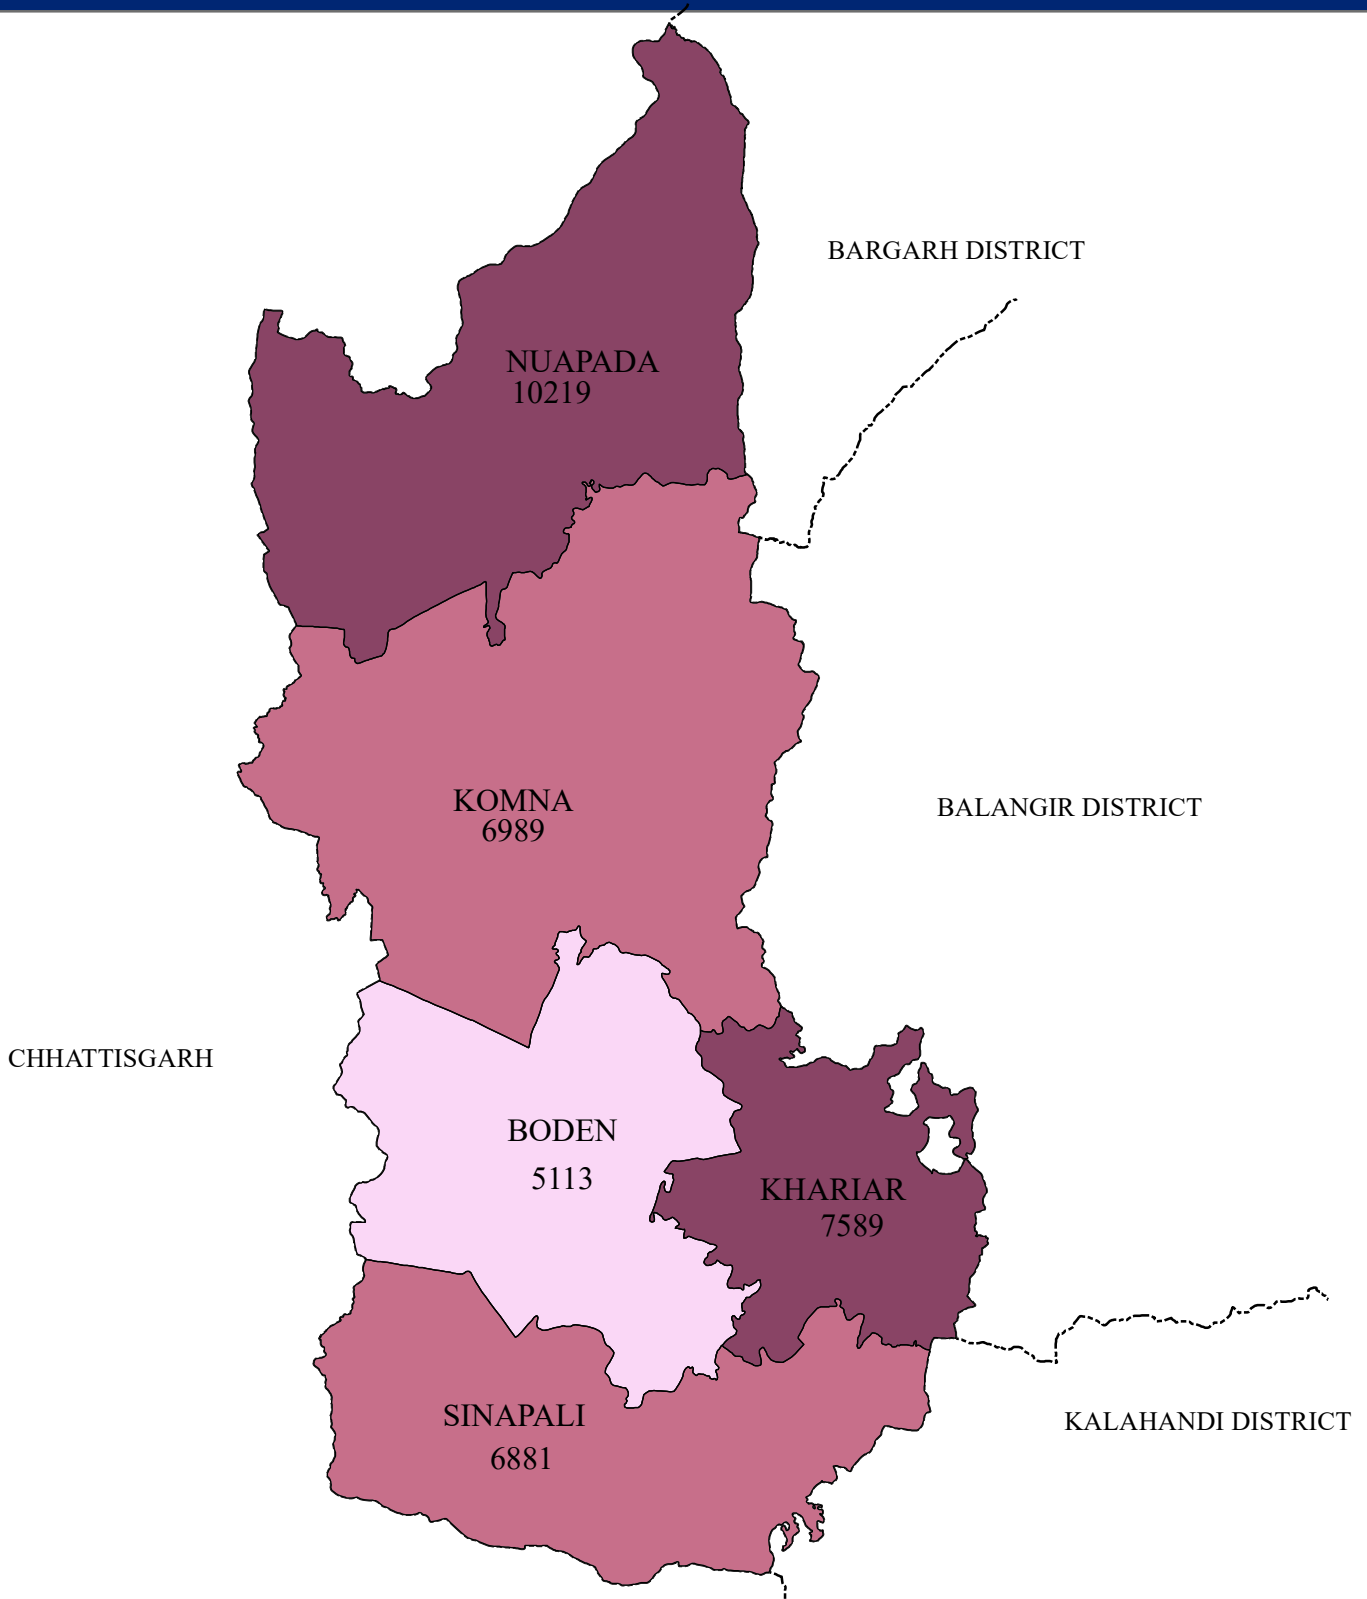 BARGARH DISTRICT
NUAPADA
10219
KOMNA
6989
BALANGIR DISTRICT
CHHATTISGARH
BODEN
5113
KHARIAR
7589
SINAPALI
6881
KALAHANDI DISTRICT